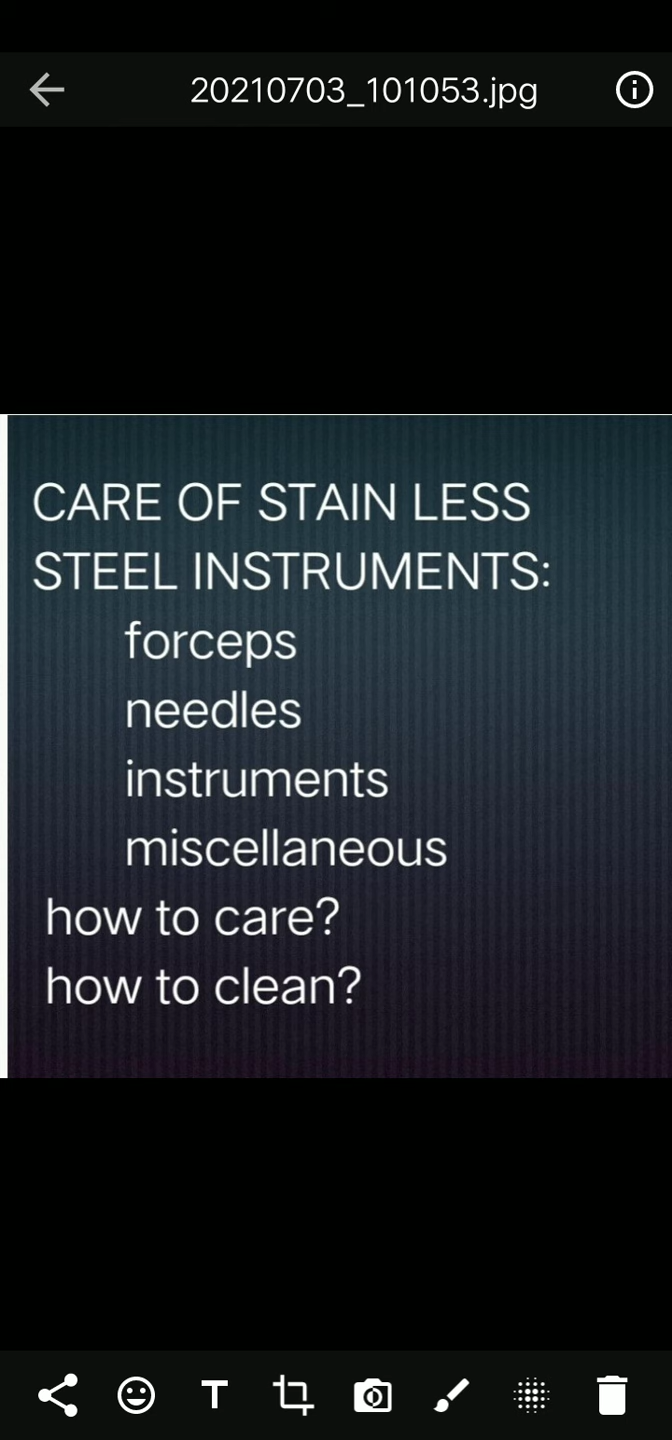 20210703_101053.jpg
CARE OF STAIN LESS
STEEL INSTRUMENTS:
forceps
needles
instruments
miscellaneous
how to care?
how to clean?